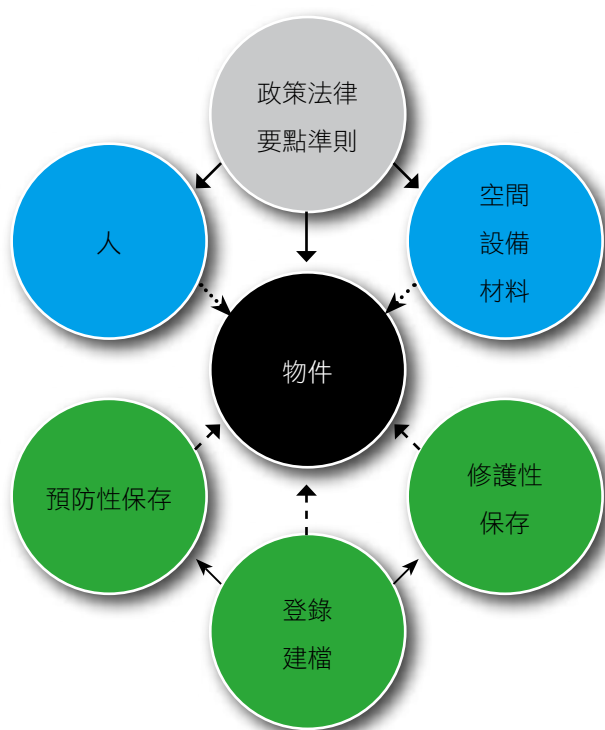 政策法律
要點準則
人
空間
設備
材料
物件
預防性保存
修護性
保存
登錄
建檔